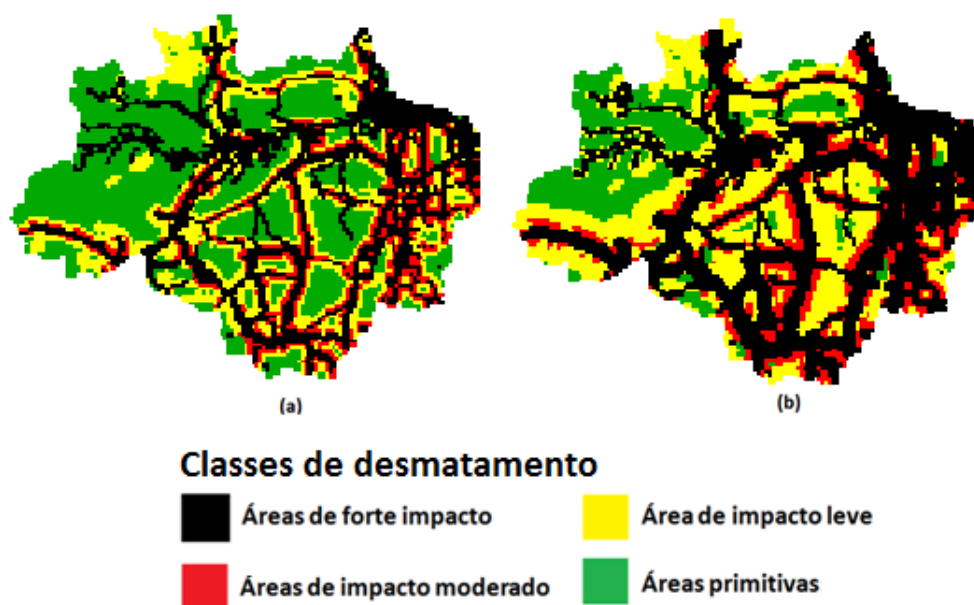 (a)
(b)
Classes de desmatamento
Áreas de forte impacto
Área de impacto leve
Áreas de impacto moderado
Áreas primitivas